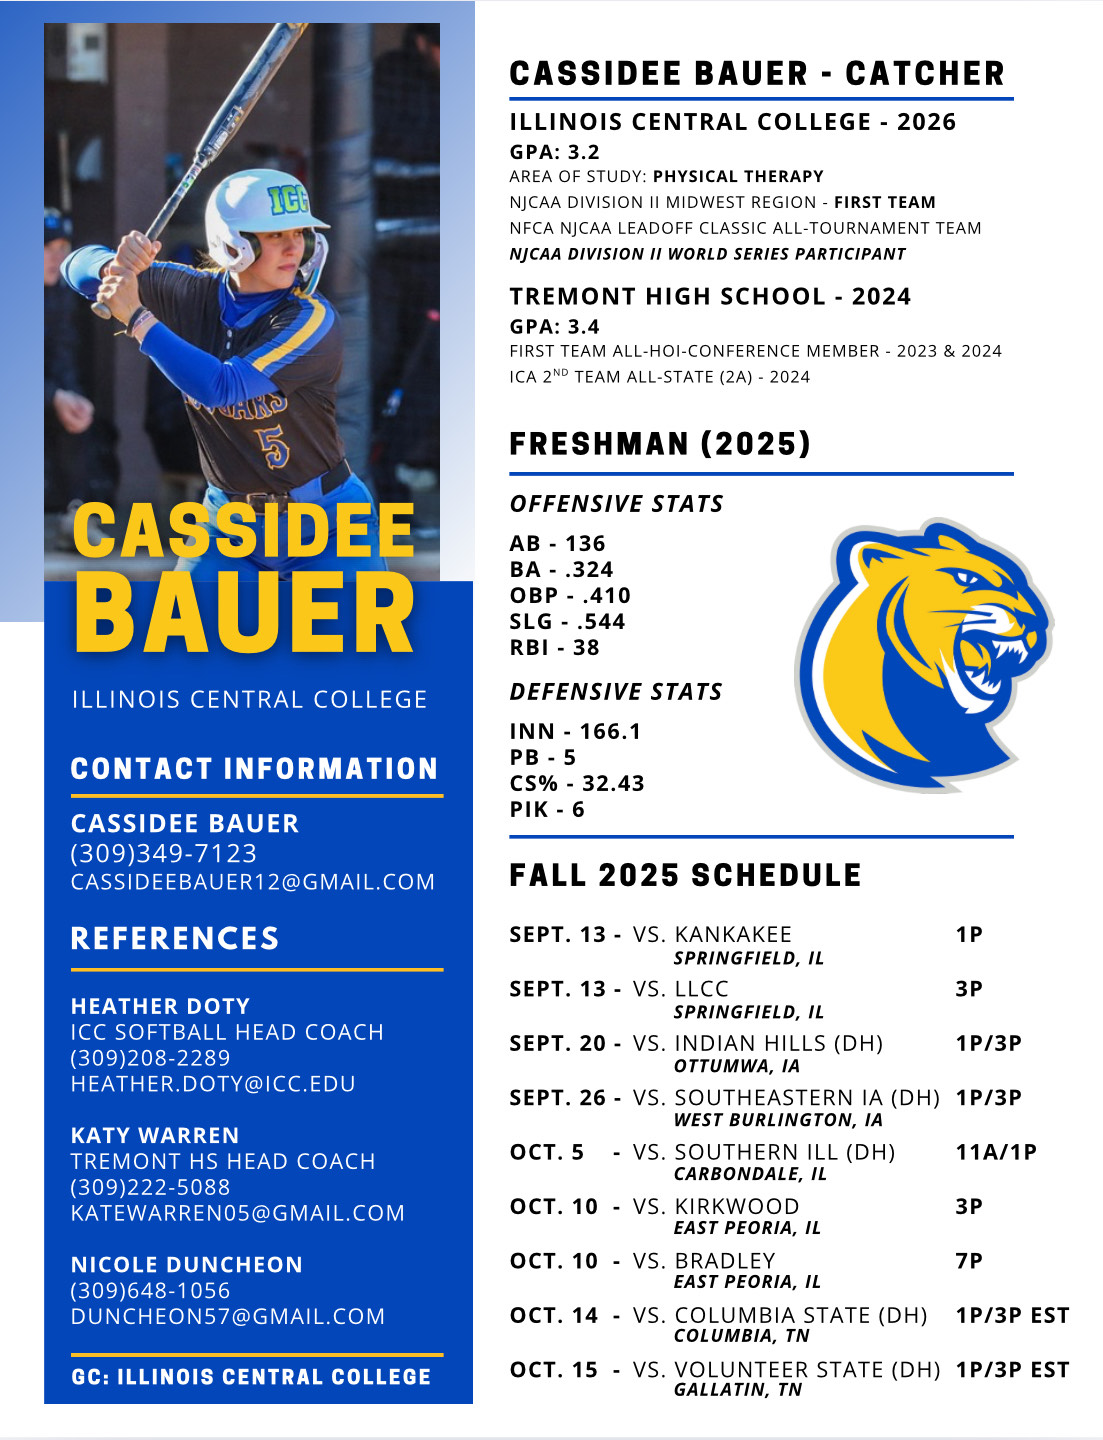 ICC
COUGARS
5
CASSIDEE
BAUER
ILLINOIS CENTRAL COLLEGE
CONTACT INFORMATION
CASSIDEE BAUER
(309)349-7123
CASSIDEEBAUER12@GMAIL.COM
REFERENCES
HEATHER DOTY
ICC SOFTBALL HEAD COACH
(309)208-2289
HEATHER.DOTY@ICC.EDU
KATY WARREN
TREMONT HS HEAD COACH
(309)222-5088
KATEWARREN05@GMAIL.COM
NICOLE DUNCHEON
(309)648-1056
DUNCHEON57@GMAIL.COM
GC: ILLINOIS CENTRAL COLLEGE
CASSIDEE BAUER - CATCHER
ILLINOIS CENTRAL COLLEGE - 2026
GPA: 3.2
AREA OF STUDY: PHYSICAL THERAPY
NJCAA DIVISION II MIDWEST REGION - FIRST TEAM
NFCA NJCAA LEADOFF CLASSIC ALL-TOURNAMENT TEAM
NJCAA DIVISION II WORLD SERIES PARTICIPANT
TREMONT HIGH SCHOOL - 2024
GPA: 3.4
FIRST TEAM ALL-HOI-CONFERENCE MEMBER - 2023 & 2024
ICA 2ND TEAM ALL-STATE (2A) - 2024
FRESHMAN (2025)
OFFENSIVE STATS
AB - 136
BA - .324
OBP - .410
SLG - .544
RBI - 38
DEFENSIVE STATS
INN - 166.1
PB - 5
CS% - 32.43
PIK - 6
FALL 2025 SCHEDULE
SEPT. 13 - VS. KANKAKEE 1P
SPRINGFIELD, IL
SEPT. 13 - VS. LLCC 3P
SPRINGFIELD, IL
SEPT. 20 - VS. INDIAN HILLS (DH) 1P/3P
OTTUMWA, IA
SEPT. 26 - VS. SOUTHEASTERN IA (DH) 1P/3P
WEST BURLINGTON, IA
OCT. 5 - VS. SOUTHERN ILL (DH) 11A/1P
CARBONDALE, IL
OCT. 10 - VS. KIRKWOOD 3P
EAST PEORIA, IL
OCT. 10 - VS. BRADLEY 7P
EAST PEORIA, IL
OCT. 14 - VS. COLUMBIA STATE (DH) 1P/3P EST
COLUMBIA, TN
OCT. 15 - VS. VOLUNTEER STATE (DH) 1P/3P EST
GALLATIN, TN